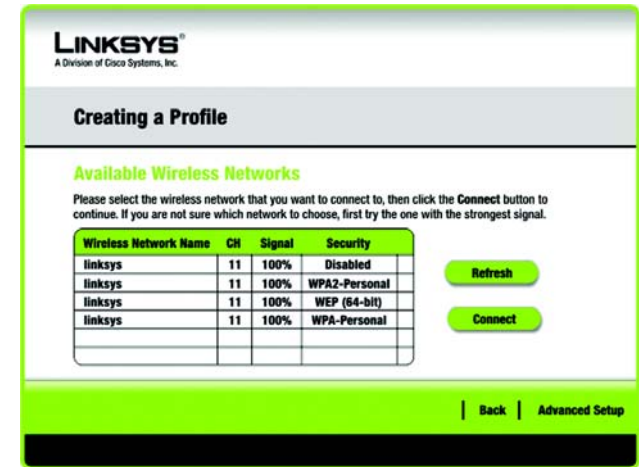 LINKSYS®
A Division of Cisco Systems, Inc.
Creating a Profile
Available Wireless Networks
Please select the wireless network that you want to connect to, then click the Connect button to
continue. If you are not sure which network to choose, first try the one with the strongest signal.
Wireless Network Name CH Signal Security
linksys 11 100% Disabled
linksys 11 100% WPA2-Personal
linksys 11 100% WEP (64-bit)
linksys 11 100% WPA-Personal
Refresh
Connect
Back Advanced Setup